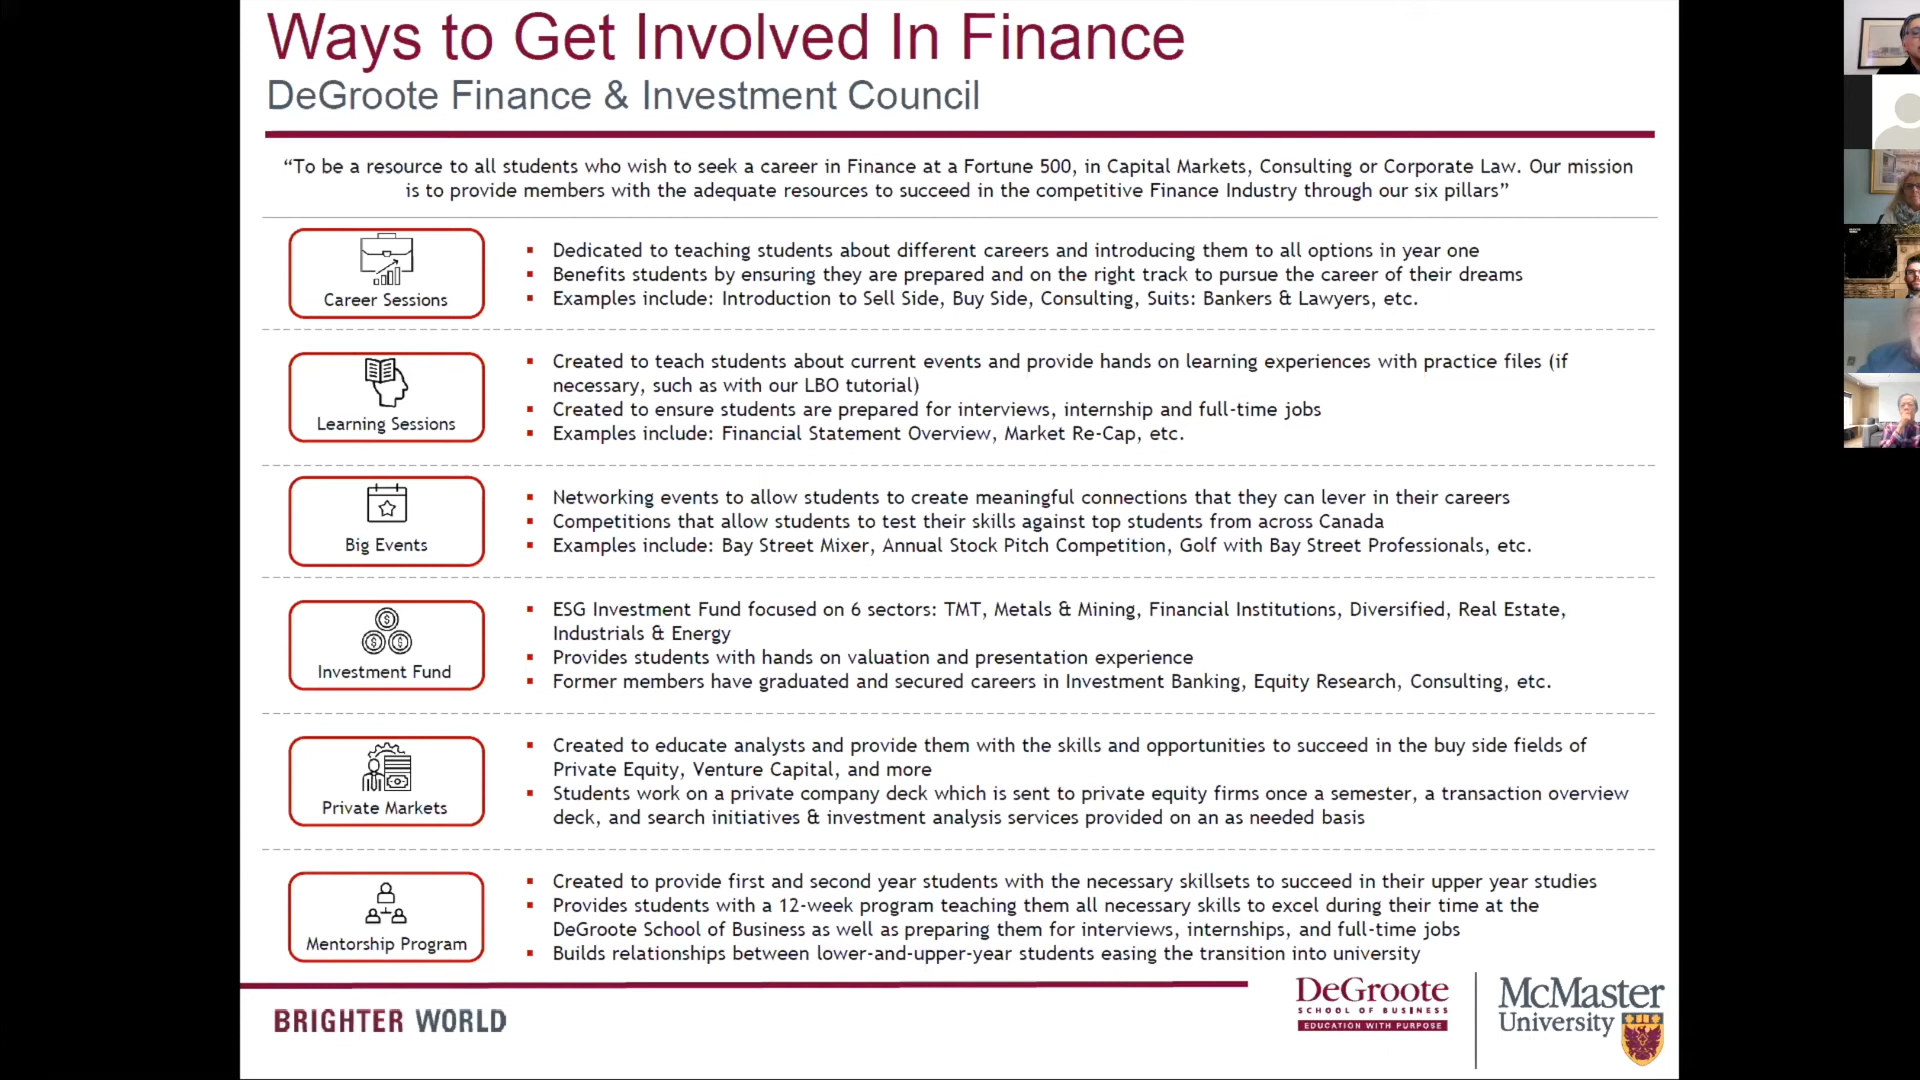 Ways to Get Involved In Finance
DeGroote Finance & Investment Council
“To be a resource to all students who wish to seek a career in Finance at a Fortune 500, in Capital Markets, Consulting or Corporate Law. Our mission
is to provide members with the adequate resources to succeed in the competitive Finance Industry through our six pillars”
Career Sessions
▪ Dedicated to teaching students about different careers and introducing them to all options in year one
▪ Benefits students by ensuring they are prepared and on the right track to pursue the career of their dreams
▪ Examples include: Introduction to Sell Side, Buy Side, Consulting, Suits: Bankers & Lawyers, etc.
Learning Sessions
▪ Created to teach students about current events and provide hands on learning experiences with practice files (if
necessary, such as with our LBO tutorial)
▪ Created to ensure students are prepared for interviews, internship and full-time jobs
▪ Examples include: Financial Statement Overview, Market Re-Cap, etc.
Big Events
▪ Networking events to allow students to create meaningful connections that they can lever in their careers
▪ Competitions that allow students to test their skills against top students from across Canada
▪ Examples include: Bay Street Mixer, Annual Stock Pitch Competition, Golf with Bay Street Professionals, etc.
Investment Fund
▪ ESG Investment Fund focused on 6 sectors: TMT, Metals & Mining, Financial Institutions, Diversified, Real Estate,
Industrials & Energy
▪ Provides students with hands on valuation and presentation experience
▪ Former members have graduated and secured careers in Investment Banking, Equity Research, Consulting, etc.
Private Markets
▪ Created to educate analysts and provide them with the skills and opportunities to succeed in the buy side fields of
Private Equity, Venture Capital, and more
▪ Students work on a private company deck which is sent to private equity firms once a semester, a transaction overview
deck, and search initiatives & investment analysis services provided on an as needed basis
Mentorship Program
▪ Created to provide first and second year students with the necessary skillsets to succeed in their upper year studies
▪ Provides students with a 12-week program teaching them all necessary skills to excel during their time at the
DeGroote School of Business as well as preparing them for interviews, internships, and full-time jobs
▪ Builds relationships between lower-and-upper-year students easing the transition into university
BRIGHTER WORLD
DeGroote
SCHOOL OF BUSINESS
EDUCATION WITH PURPOSE
McMaster
University